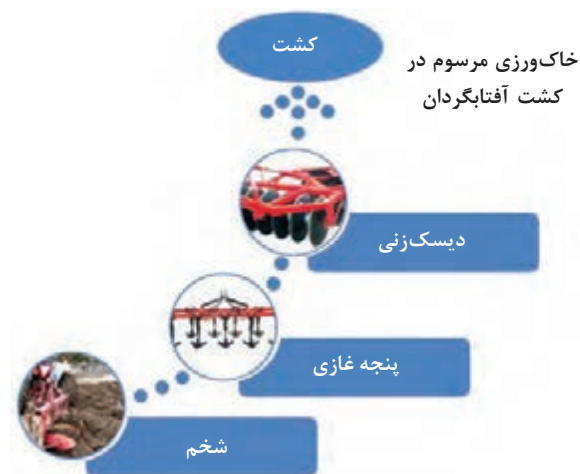 کشت
خاک‌ورزی مرسوم در
کشت آفتابگردان
دیسک‌زنی
پنجه غازی
شخم